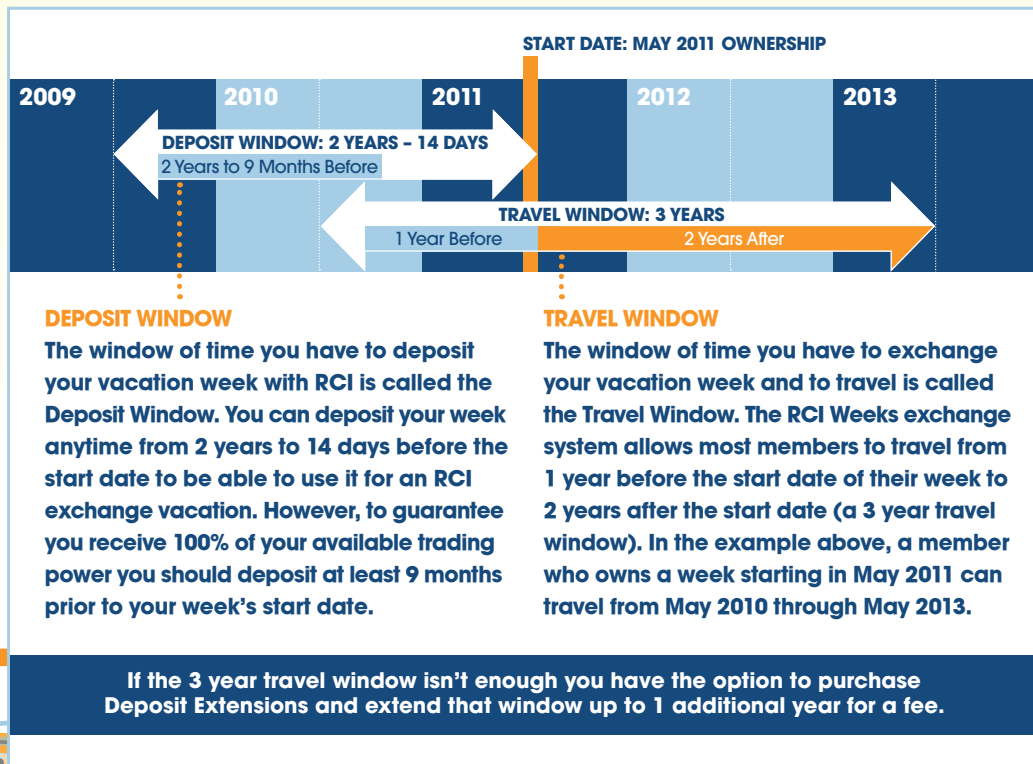 START DATE: MAY 2011 OWNERSHIP
2009
2010
2011
2012
2013
DEPOSIT WINDOW: 2 YEARS – 14 DAYS
2 Years to 9 Months Before
TRAVEL WINDOW: 3 YEARS
1 Year Before
2 Years After
DEPOSIT WINDOW
The window of time you have to deposit
your vacation week with RCI is called the
Deposit Window. You can deposit your week
anytime from 2 years to 14 days before the
start date to be able to use it for an RCI
exchange vacation. However, to guarantee
you receive 100% of your available trading
power you should deposit at least 9 months
prior to your week's start date.
TRAVEL WINDOW
The window of time you have to exchange
your vacation week and to travel is called
the Travel Window. The RCI Weeks exchange
system allows most members to travel from
1 year before the start date of their week to
2 years after the start date (a 3 year travel
window). In the example above, a member
who owns a week starting in May 2011 can
travel from May 2010 through May 2013.
If the 3 year travel window isn't enough you have the option to purchase
Deposit Extensions and extend that window up to 1 additional year for a fee.